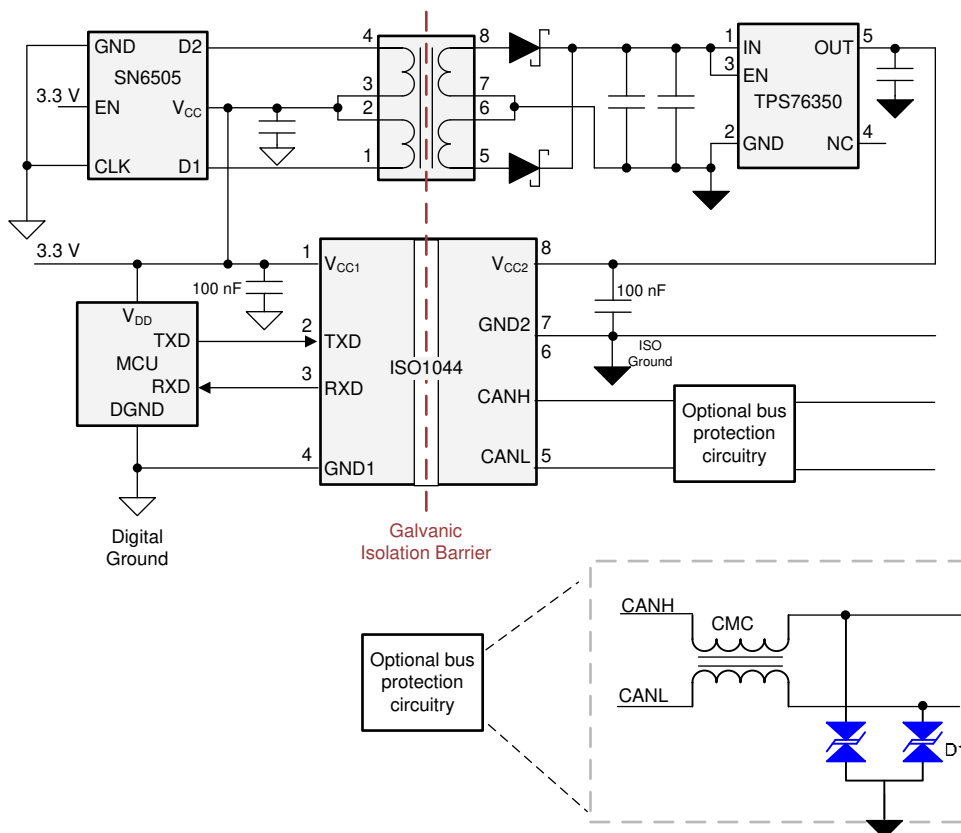 GND D2
SN6505
3.3 V EN
VCC
CLK D1
4
3
2
1
8
7
6
5
1 IN OUT 5
3 EN
TPS76350
2 GND NC 4
3.3 V
100 nF
1 VCC1
2 TXD
3 RXD
4 GND1
ISO1044
VDD
TXD
MCU
RXD
DGND
Digital
Ground
Galvanic
Isolation Barrier
VCC2 8
100 nF
GND2 7
6
ISO
Ground
CANH
CANL 5
Optional bus
protection
circuitry
Optional bus
protection
circuitry
CANH
CMC
CANL